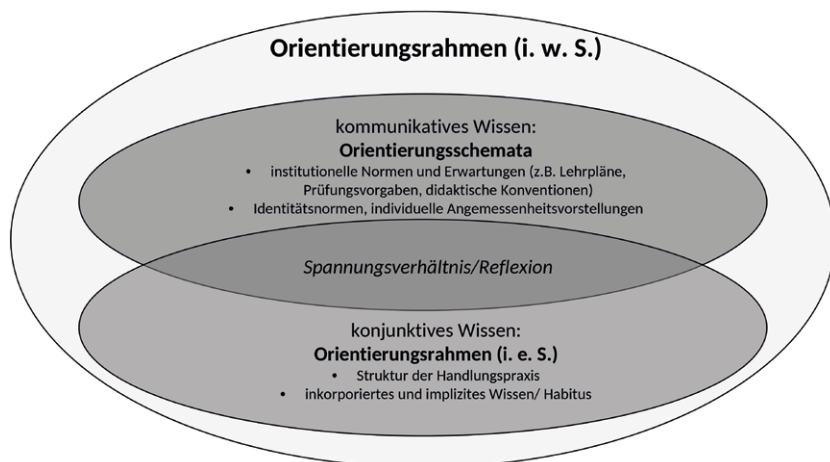 Orientierungsrahmen (i. w. S.)
kommunikatives Wissen:
Orientierungsschemata
• institutionelle Normen und Erwartungen (z.B. Lehrpläne,
Prüfungsvorgaben, didaktische Konventionen)
• Identitätsnormen, individuelle Angemessenheitsvorstellungen
Spannungsverhältnis/Reflexion
konjunktives Wissen:
Orientierungsrahmen (i. e. S.)
• Struktur der Handlungspraxis
• inkorporiertes und implizites Wissen/ Habitus